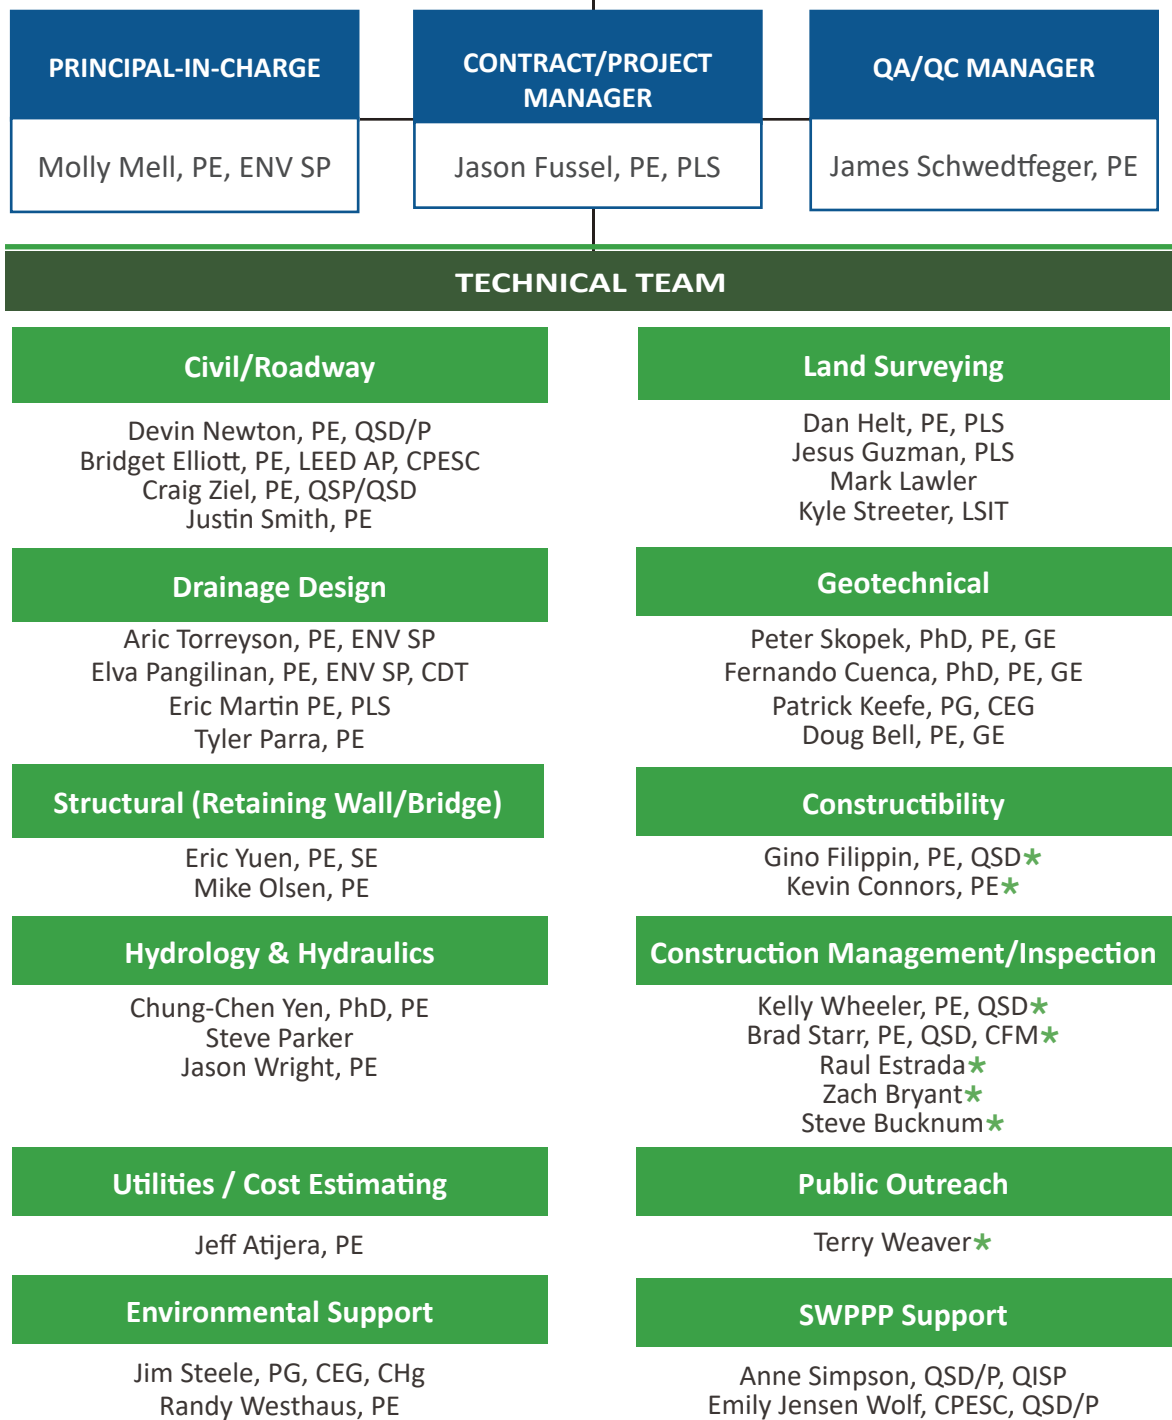 PRINCIPAL-IN-CHARGE
Molly Mell, PE, ENV SP
CONTRACT/PROJECT
MANAGER
Jason Fussel, PE, PLS
QA/QC MANAGER
James Schwedtfeger, PE
TECHNICAL TEAM
Civil/Roadway
Devin Newton, PE, QSD/P
Bridget Elliott, PE, LEED AP, CPESC
Craig Ziel, PE, QSP/QSD
Justin Smith, PE
Drainage Design
Aric Torreyson, PE, ENV SP
Elva Pangilinan, PE, ENV SP, CDT
Eric Martin PE, PLS
Tyler Parra, PE
Structural (Retaining Wall/Bridge)
Eric Yuen, PE, SE
Mike Olsen, PE
Hydrology & Hydraulics
Chung-Chen Yen, PhD, PE
Steve Parker
Jason Wright, PE
Utilities / Cost Estimating
Jeff Atijera, PE
Environmental Support
Jim Steele, PG, CEG, CHg
Randy Westhaus, PE
Land Surveying
Dan Helt, PE, PLS
Jesus Guzman, PLS
Mark Lawler
Kyle Streeter, LSIT
Geotechnical
Peter Skopek, PhD, PE, GE
Fernando Cuenca, PhD, PE, GE
Patrick Keefe, PG, CEG
Doug Bell, PE, GE
Constructibility
Gino Filippin, PE, QSD*
Kevin Connors, PE*
Construction Management/Inspection
Kelly Wheeler, PE, QSD*
Brad Starr, PE, QSD, CFM*
Raul Estrada*
Zach Bryant*
Steve Bucknum*
Public Outreach
Terry Weaver*
SWPPP Support
Anne Simpson, QSD/P, QISP
Emily Jensen Wolf, CPESC, QSD/P